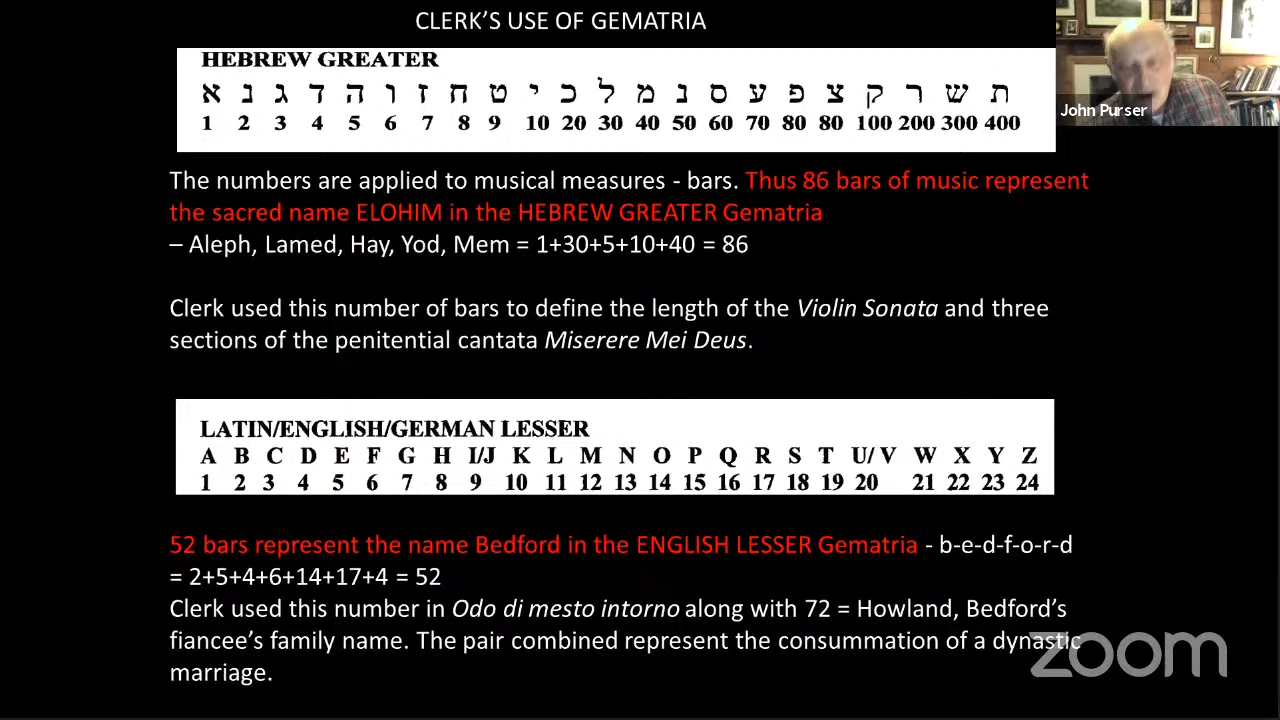 CLERK'S USE OF GEMATRIA
HEBREW GREATER
א נ ג ד ה ו ז ח ט י כ ל מ נ ס ע פ צ ק ר ש ת
1 2 3 4 5 6 7 8 9 10 20 30 40 50 60 70 80 80 100 200 300 400
John Purser
The numbers are applied to musical measures - bars. Thus 86 bars of music represent
the sacred name ELOHIM in the HEBREW GREATER Gematria
– Aleph, Lamed, Hay, Yod, Mem = 1+30+5+10+40 = 86
Clerk used this number of bars to define the length of the Violin Sonata and three
sections of the penitential cantata Miserere Mei Deus.
LATIN/ENGLISH/GERMAN LESSER
A B C D E F G H I/J K L M N O P Q R S T U/ V W X Y Z
1 2 3 4 5 6 7 8 9 10 11 12 13 14 15 16 17 18 19 20 21 22 23 24
52 bars represent the name Bedford in the ENGLISH LESSER Gematria - b-e-d-f-o-r-d
= 2+5+4+6+14+17+4 = 52
Clerk used this number in Odo di mesto intorno along with 72 = Howland, Bedford's
fiancee's family name. The pair combined represent the consummation of a dynastic
marriage.
zoom